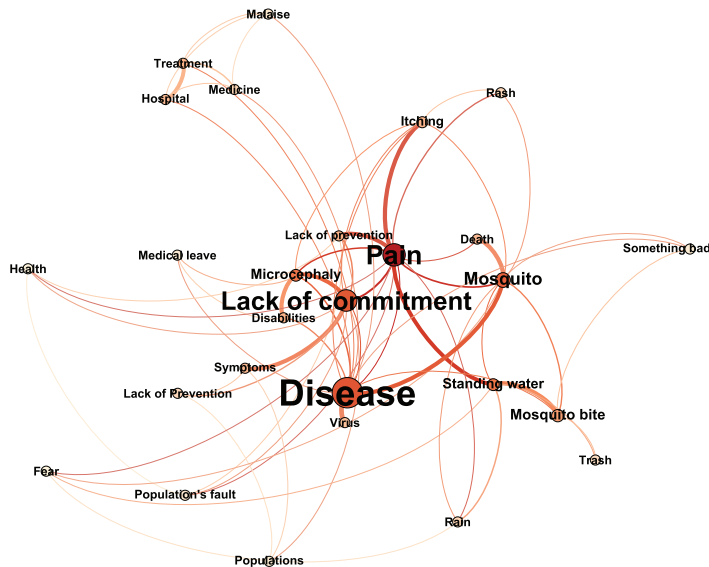 Malaise
Treatment
Medicine
Hospital
Rash
Itching
Lack of prevention
Death
Something bad
Pain
Medical leave
Health
Microcephaly
Mosquito
Lack of commitment
Disabilities
Symptoms
Standing water
Lack of Prevention
Disease
Mosquito bite
Virus
Trash
Fear
Population's fault
Rain
Populations